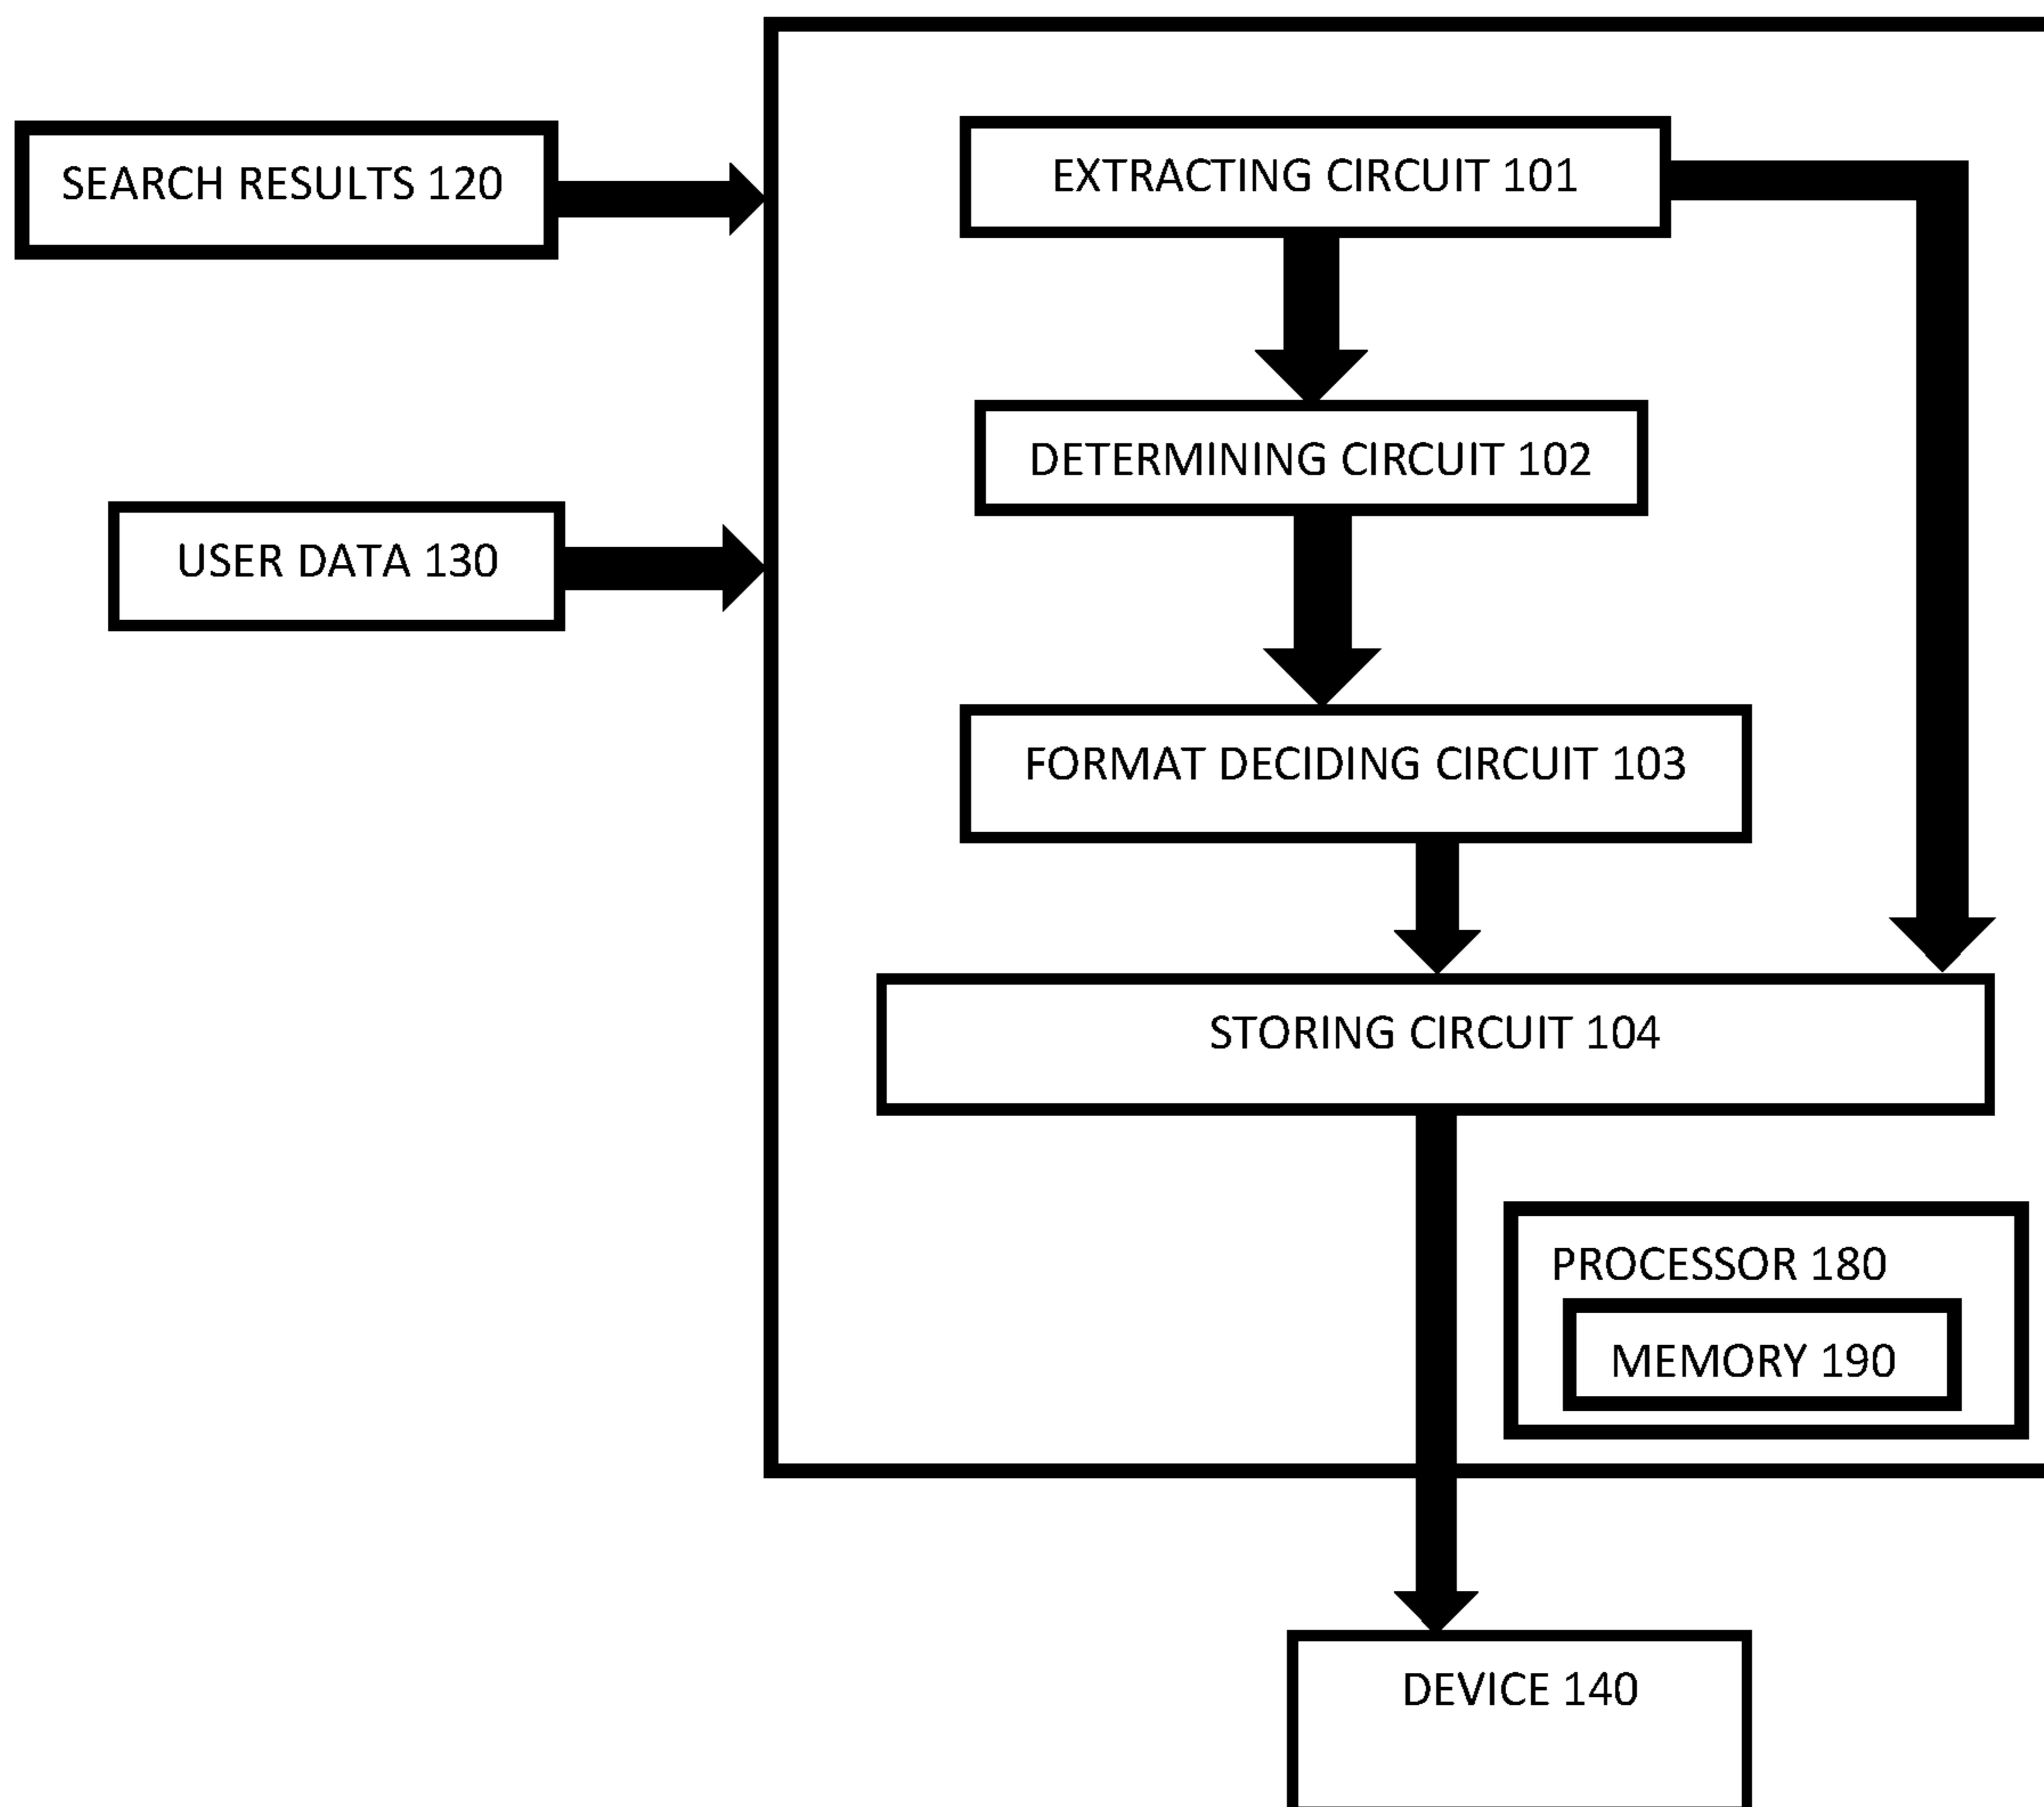 SEARCH RESULTS 120
EXTRACTING CIRCUIT 101
DETERMINING CIRCUIT 102
USER DATA 130
FORMAT DECIDING CIRCUIT 103
STORING CIRCUIT 104
PROCESSOR 180
MEMORY 190
DEVICE 140